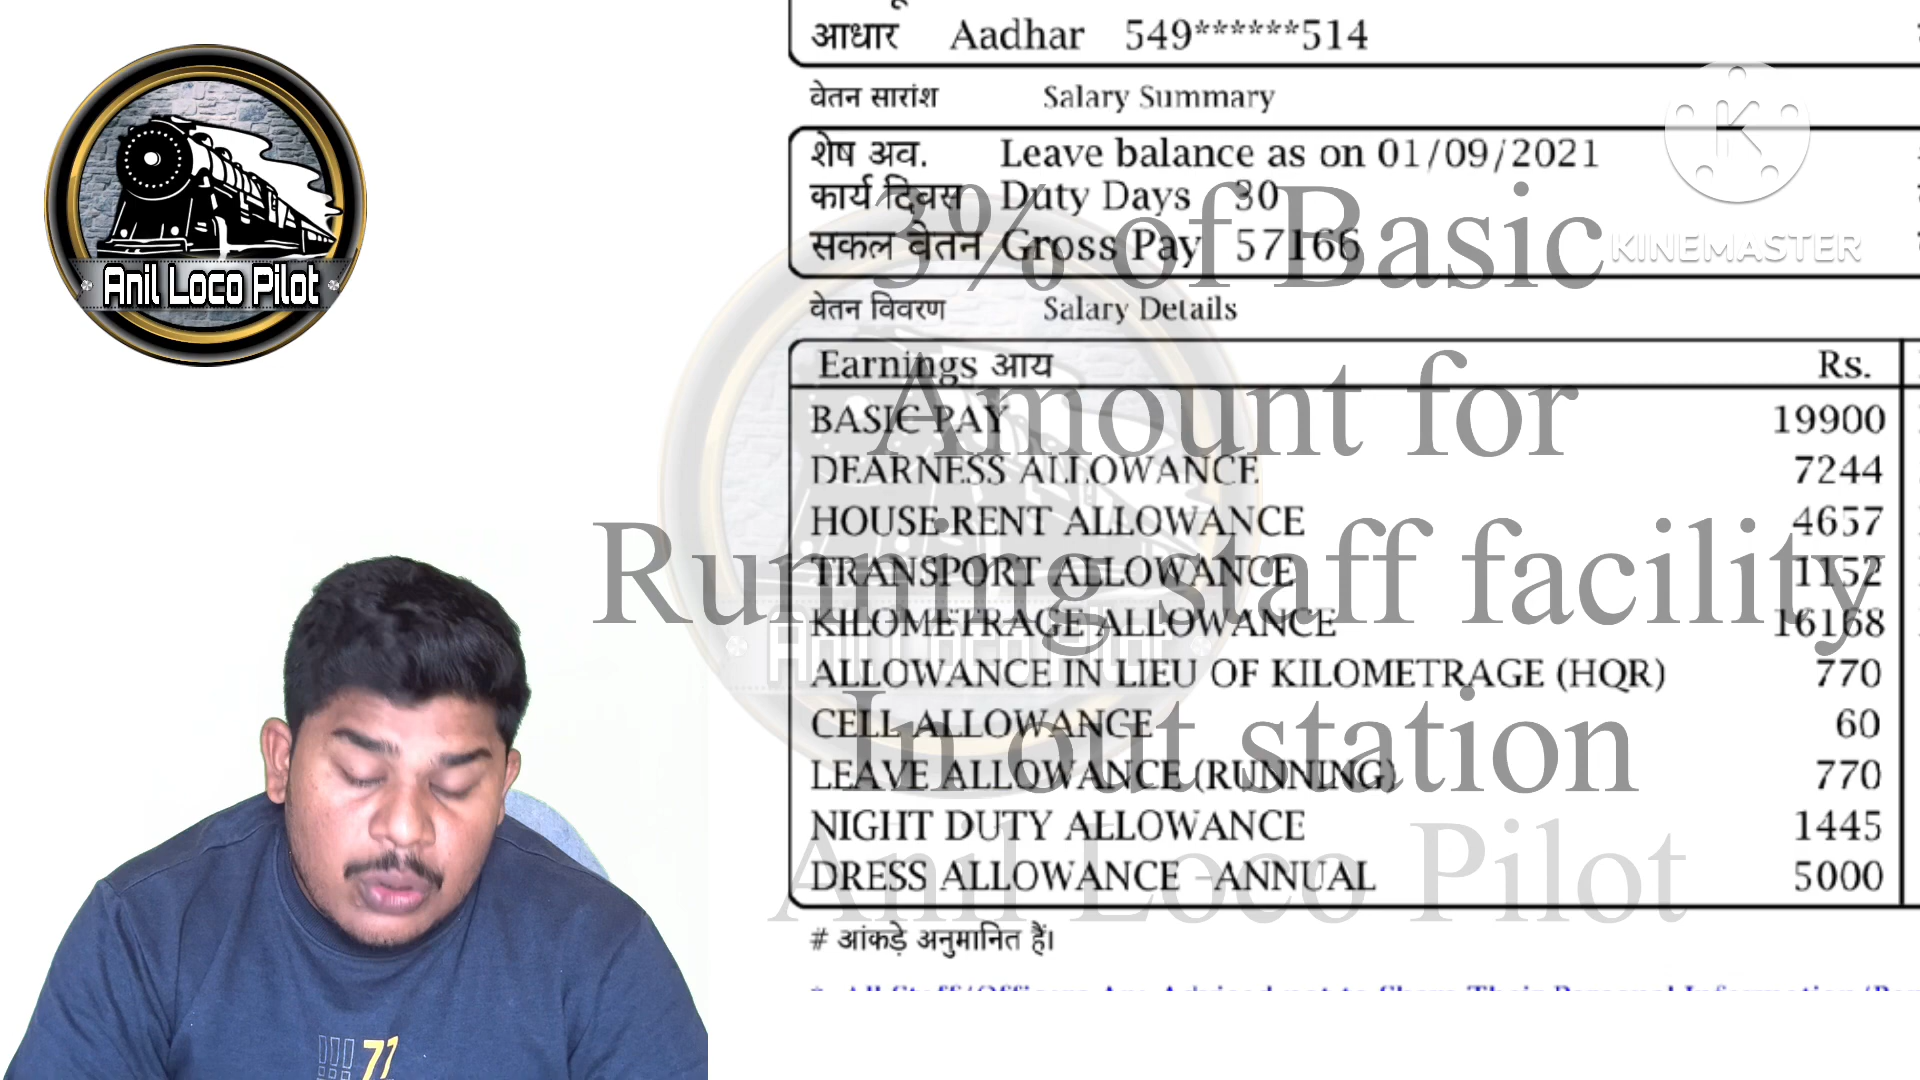 आधार Aadhar 549******514
वेतन सारांश Salary Summary
शेष अव. Leave balance as on 01/09/2021
कार्य दिवस Duty Days 30
सकल वेतन Gross Pay 57166
वेतन विवरण Salary Details
Earnings आय Rs.
BASIC PAY 19900
DEARNESS ALLOWANCE 7244
HOUSE RENT ALLOWANCE 4657
TRANSPORT ALLOWANCE 1152
KILOMETRAGE ALLOWANCE 16168
ALLOWANCE IN LIEU OF KILOMETRAGE (HQR) 770
CELL ALLOWANCE 60
LEAVE ALLOWANCE (RUNNING) 770
NIGHT DUTY ALLOWANCE 1445
DRESS ALLOWANCE -ANNUAL 5000
# आंकड़े अनुमानित हैं।
3% of Basic
Amount for
Running staff facility
In out station
Anil Loco Pilot
Anil Loco Pilot
KINEMASTER
77